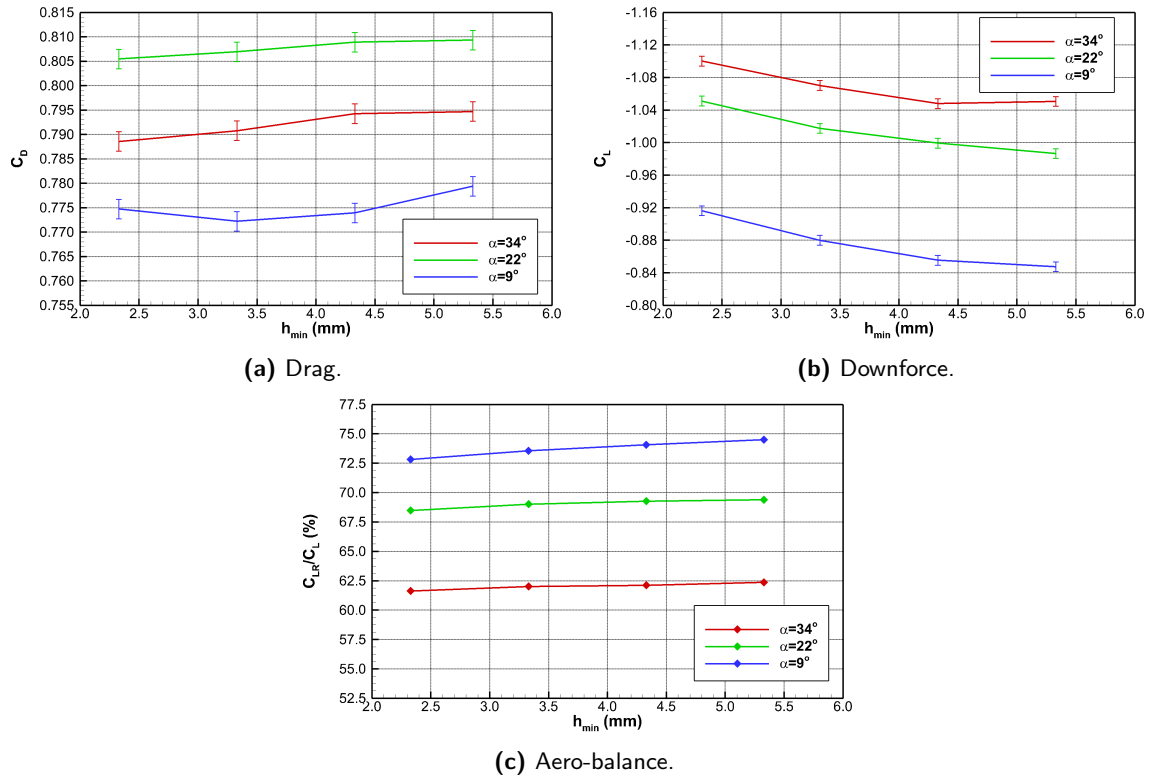 0.815
0.810
0.805
0.800
0.795
0.790
0.785
0.780
0.775
0.770
0.765
0.760
0.755
C_D
2.0 2.5 3.0 3.5 4.0 4.5 5.0 5.5 6.0
h_min (mm)
α=34°
α=22°
α=9°
(a) Drag.
-1.16
-1.12
-1.08
-1.04
-1.00
-0.96
-0.92
-0.88
-0.84
-0.80
C_L
2.0 2.5 3.0 3.5 4.0 4.5 5.0 5.5 6.0
h_min (mm)
α=34°
α=22°
α=9°
(b) Downforce.
77.5
75.0
72.5
70.0
67.5
65.0
62.5
60.0
57.5
55.0
52.5
C_LR/C_L (%)
2.0 2.5 3.0 3.5 4.0 4.5 5.0 5.5 6.0
h_min (mm)
α=34°
α=22°
α=9°
(c) Aero-balance.